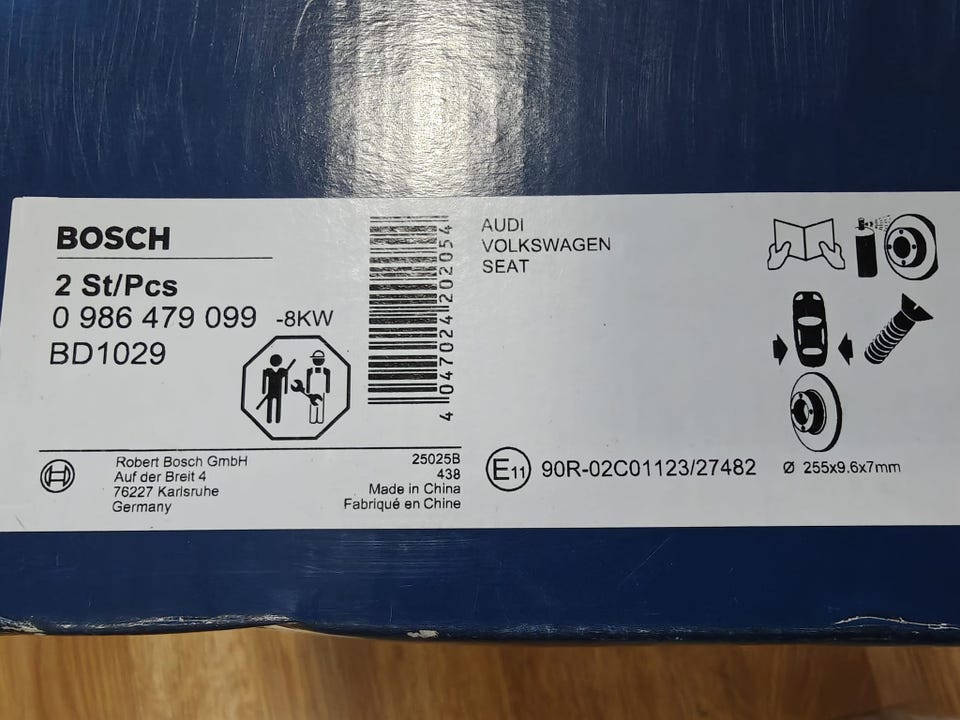 BOSCH
2 St/Pcs
0 986 479 099 -8KW
BD1029
4 047024 202054
AUDI
VOLKSWAGEN
SEAT
Robert Bosch GmbH
Auf der Breit 4
76227 Karlsruhe
Germany
25025B
438
Made in China
Fabriqué en Chine
E11 90R-02C01123/27482
Ø 255x9.6x7mm